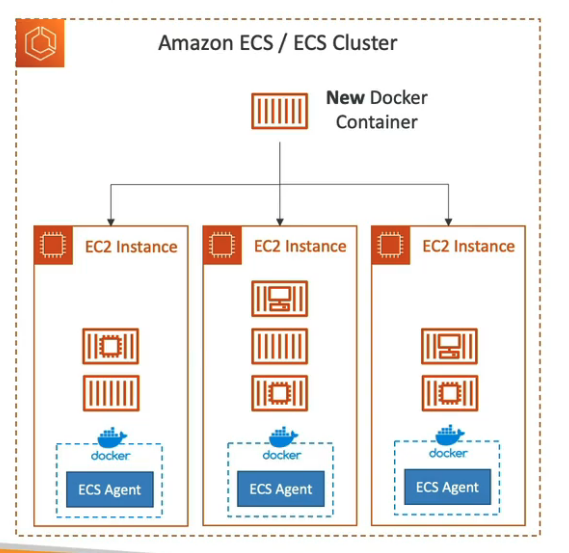 Amazon ECS / ECS Cluster
New Docker
Container
EC2 Instance
EC2 Instance
EC2 Instance
docker
docker
docker
ECS Agent
ECS Agent
ECS Agent